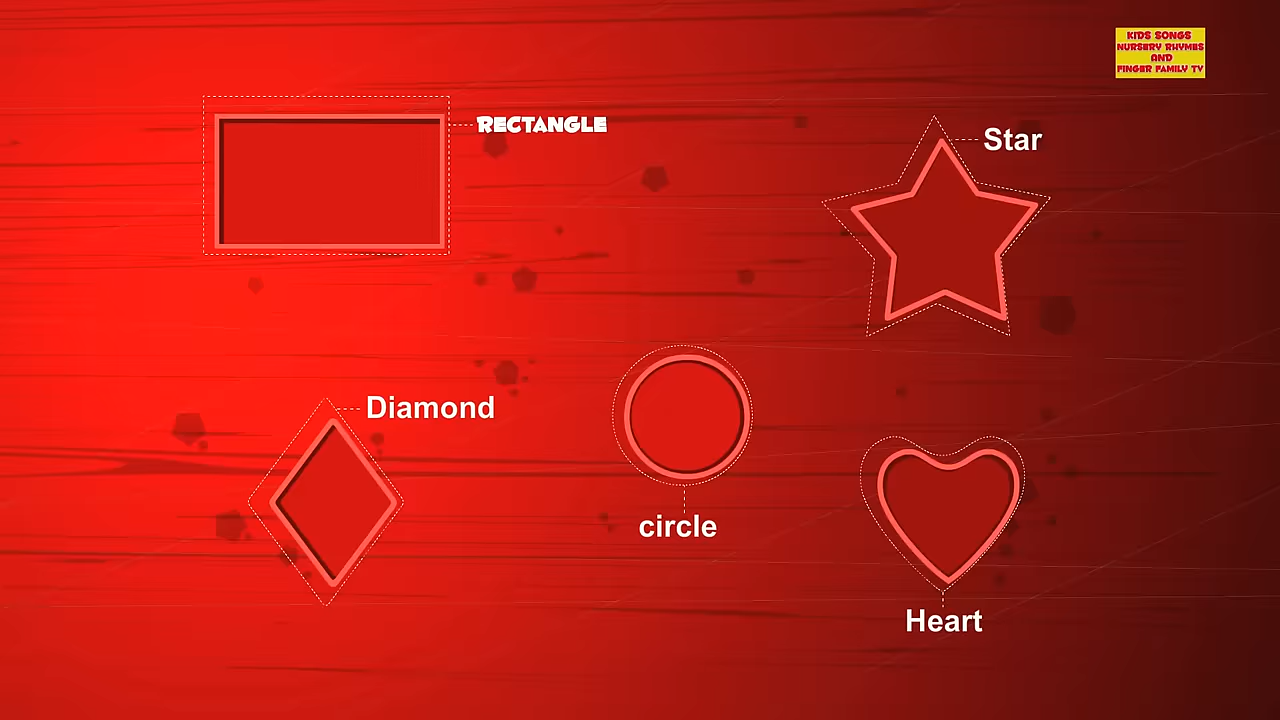 KIDS SONGS
NURSERY RHYMES
AND
FINGER FAMILY TV
RECTANGLE
Star
Diamond
circle
Heart